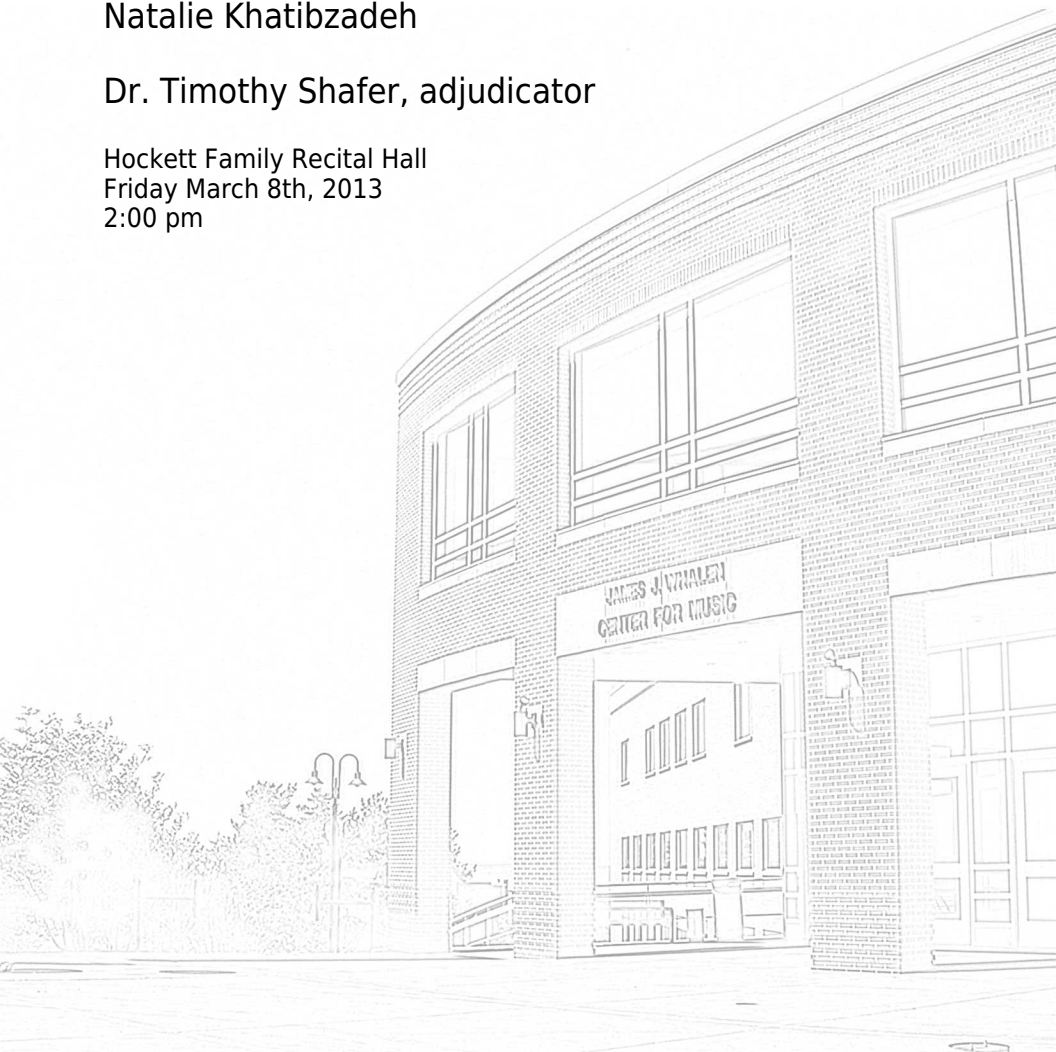 Natalie Khatibzadeh
Dr. Timothy Shafer, adjudicator
Hockett Family Recital Hall
Friday March 8th, 2013
2:00 pm
JAMES J. WHALEN
CENTER FOR MUSIC